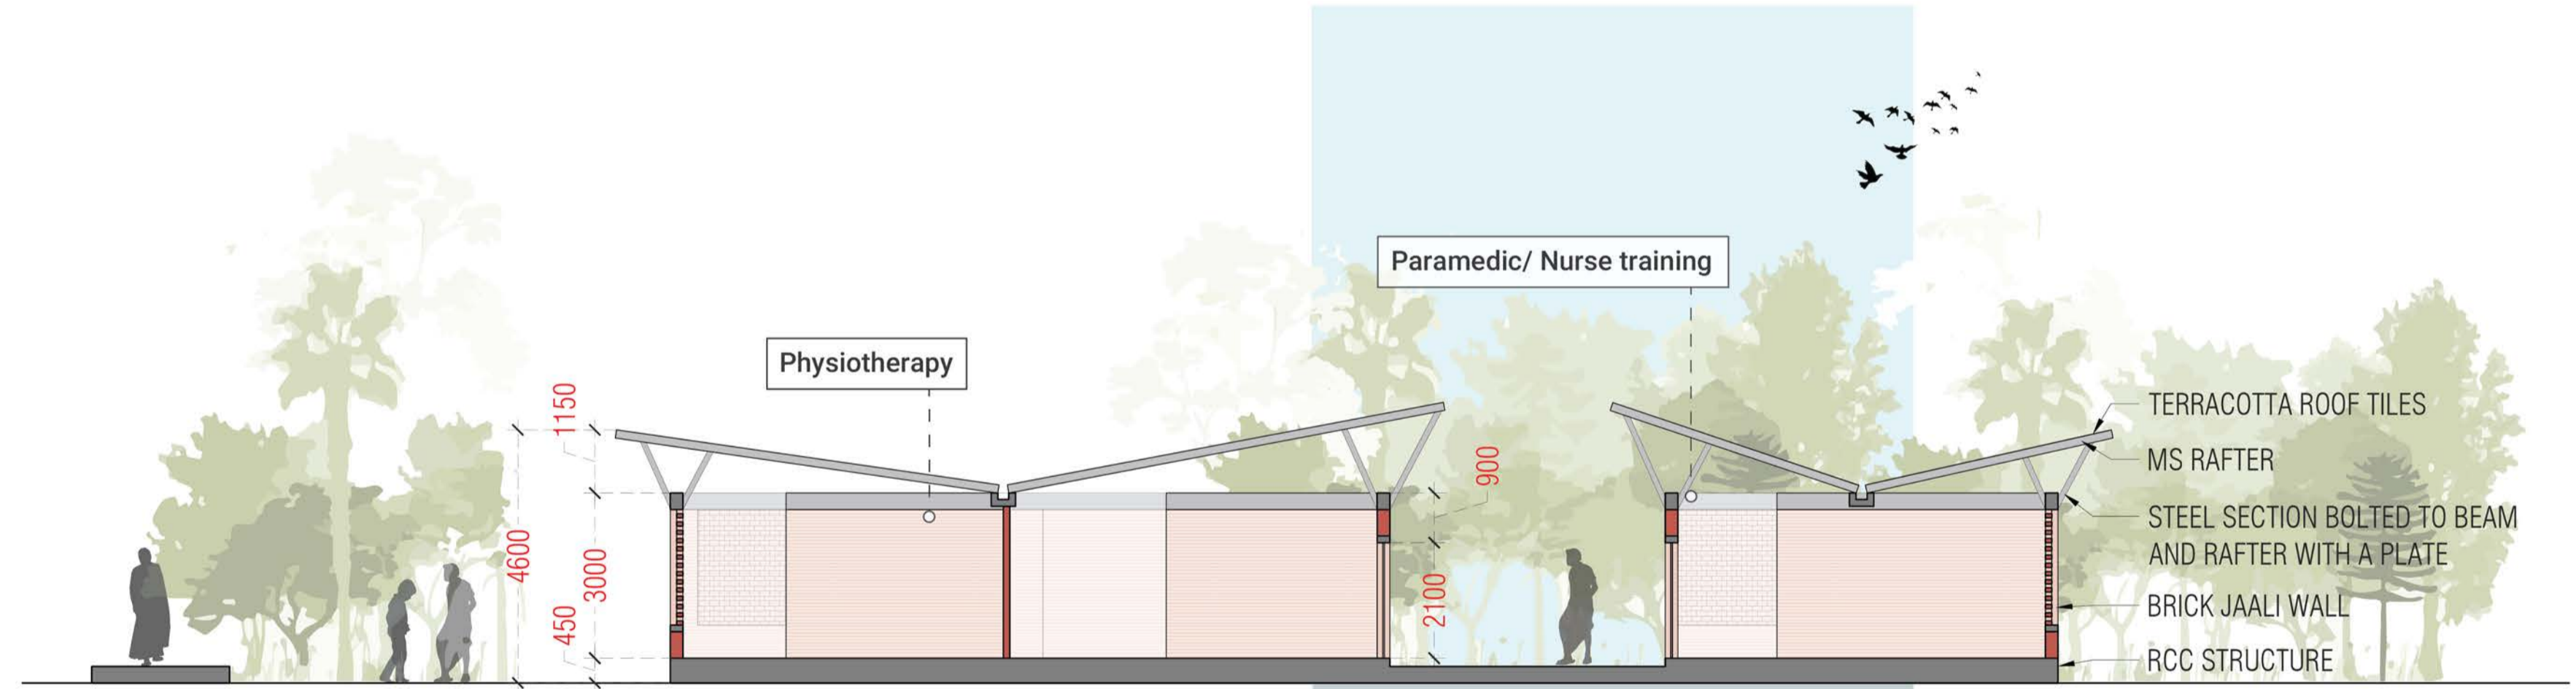 Paramedic/ Nurse training
Physiotherapy
1150
4600
3000
450
900
2100
TERRACOTTA ROOF TILES
MS RAFTER
STEEL SECTION BOLTED TO BEAM
AND RAFTER WITH A PLATE
BRICK JAALI WALL
RCC STRUCTURE